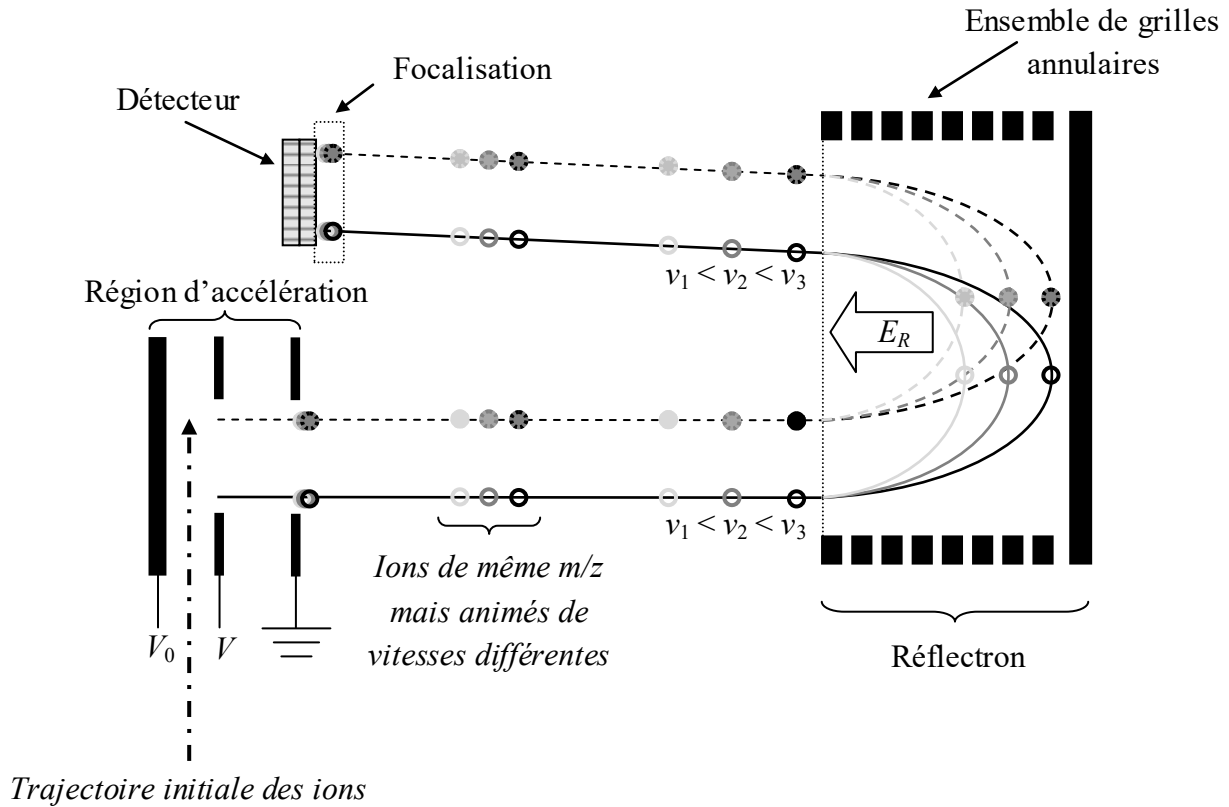 Ensemble de grilles
annulaires
Focalisation
Détecteur
Région d’accélération
v1 < v2 < v3
ER
v1 < v2 < v3
Ions de même m/z
mais animés de
vitesses différentes
V0
V
Réflectron
Trajectoire initiale des ions